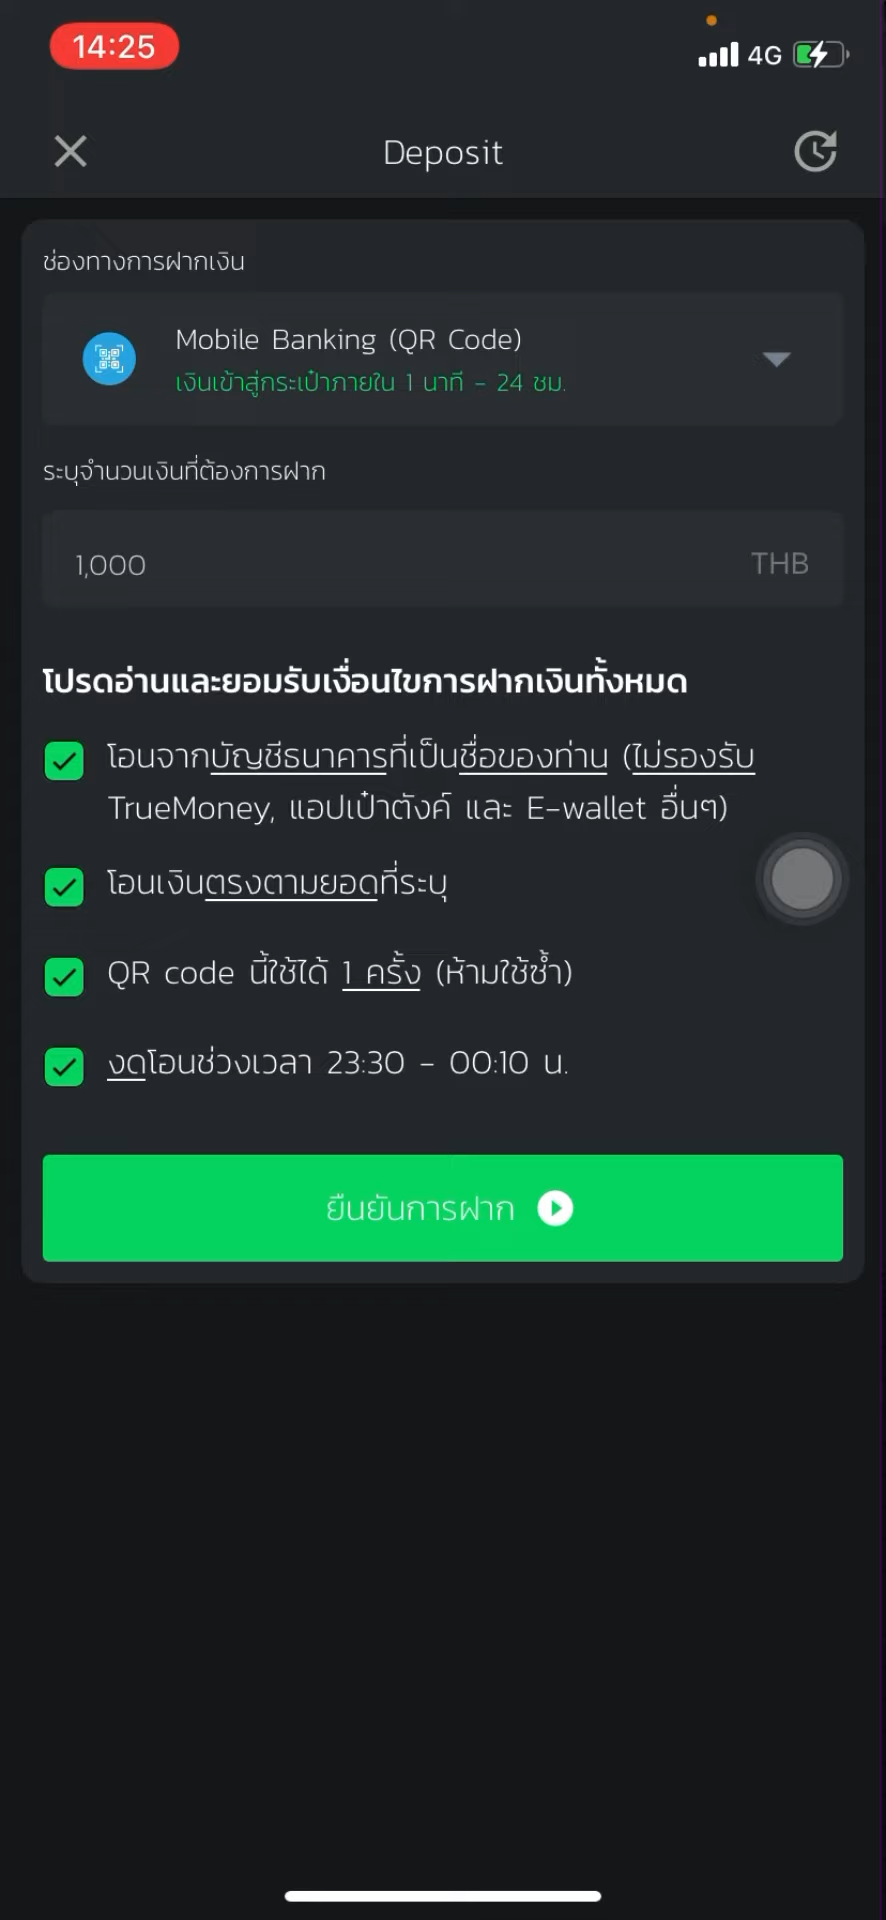 14:25
4G
Deposit
ช่องทางการฝากเงิน
Mobile Banking (QR Code)
เงินเข้าสู่กระเป๋าภายใน 1 นาที - 24 ชม.
ระบุจำนวนเงินที่ต้องการฝาก
1,000 THB
โปรดอ่านและยอมรับเงื่อนไขการฝากเงินทั้งหมด
โอนจากบัญชีธนาคารที่เป็นชื่อของท่าน (ไม่รองรับ
TrueMoney, แอปเป๋าตังค์ และ E-wallet อื่นๆ)
โอนเงินตรงตามยอดที่ระบุ
QR code นี้ใช้ได้ 1 ครั้ง (ห้ามใช้ซ้ำ)
งดโอนช่วงเวลา 23:30 - 00:10 น.
ยืนยันการฝาก